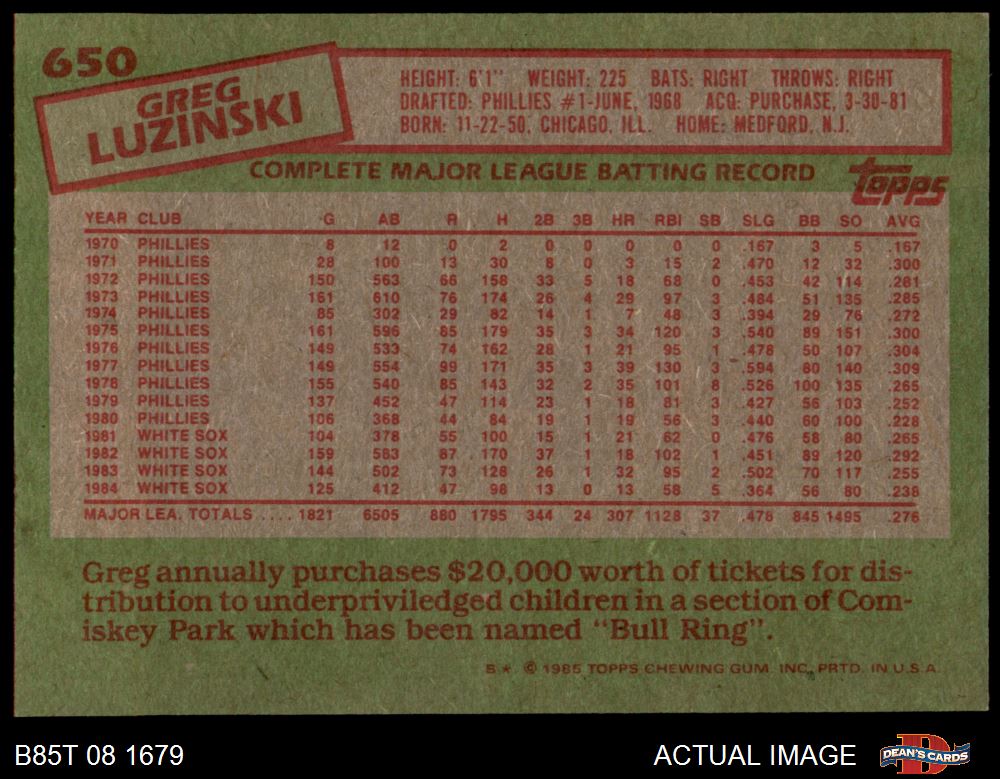 650
GREG
LUZINSKI
HEIGHT: 6'1" WEIGHT: 225 BATS: RIGHT THROWS: RIGHT
DRAFTED: PHILLIES #1-JUNE, 1968 ACQ: PURCHASE, 3-30-81
BORN: 11-22-50, CHICAGO, ILL. HOME: MEDFORD, N.J.
COMPLETE MAJOR LEAGUE BATTING RECORD
topps
YEAR CLUB G AB R H 2B 3B HR RBI SB SLG BB SO AVG
1970 PHILLIES 8 12 0 2 0 0 0 0 0 .167 3 5 .167
1971 PHILLIES 28 100 13 30 8 0 3 15 2 .470 12 32 .300
1972 PHILLIES 150 563 66 158 33 5 18 68 0 .453 42 114 .281
1973 PHILLIES 161 610 76 174 26 4 29 97 3 .484 51 135 .285
1974 PHILLIES 85 302 29 82 14 1 7 48 3 .394 29 76 .272
1975 PHILLIES 161 596 85 179 35 3 34 120 3 .540 89 151 .300
1976 PHILLIES 149 533 74 162 28 1 21 95 1 .478 50 107 .304
1977 PHILLIES 149 554 99 171 35 3 39 130 3 .594 80 140 .309
1978 PHILLIES 155 540 85 143 32 2 35 101 8 .526 100 135 .265
1979 PHILLIES 137 452 47 114 23 1 18 81 3 .427 56 103 .252
1980 PHILLIES 106 368 44 84 19 1 19 56 3 .440 60 100 .228
1981 WHITE SOX 104 378 55 100 15 1 21 62 0 .476 58 80 .265
1982 WHITE SOX 159 583 87 170 37 1 18 102 1 .451 89 120 .292
1983 WHITE SOX 144 502 73 128 26 1 32 95 2 .502 70 117 .255
1984 WHITE SOX 125 412 47 98 13 0 13 58 5 .364 56 80 .238
MAJOR LEA. TOTALS .... 1821 6505 880 1795 344 24 307 1128 37 .478 845 1495 .276
Greg annually purchases $20,000 worth of tickets for dis-
tribution to underpriviledged children in a section of Com-
iskey Park which has been named "Bull Ring".
B★. © 1985 TOPPS CHEWING GUM, INC. PRTD. IN U.S.A.
B85T 08 1679
ACTUAL IMAGE
DEAN'S CARDS